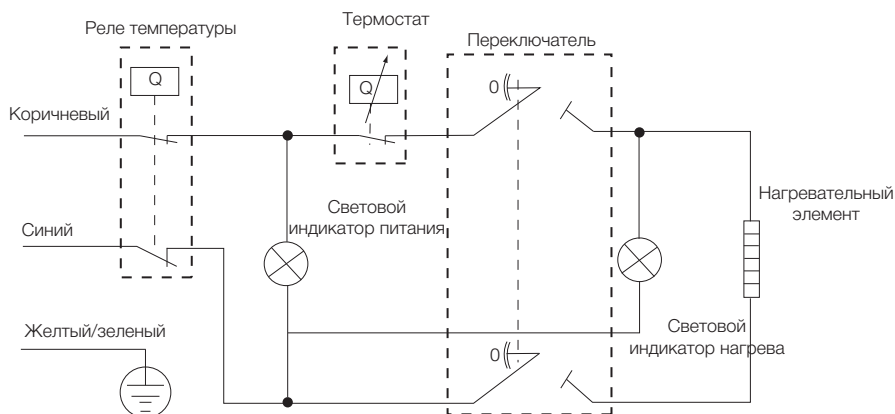 Термостат
Реле температуры
Переключатель
Q
Q
0
Коричневый
Нагревательный
элемент
Световой
индикатор питания
Синий
Желтый/зеленый
Световой
индикатор нагрева
0